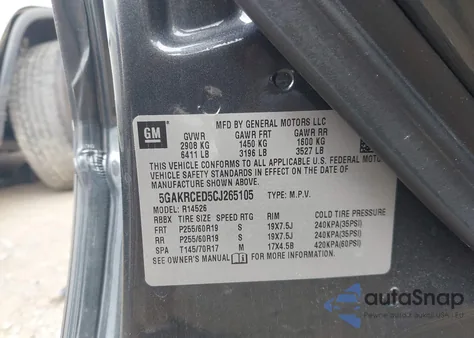 GM
MFD BY GENERAL MOTORS LLC
GVWR GAWR FRT GAWR RR
2908 KG 1450 KG 1600 KG
6411 LB 3196 LB 3527 LB
THIS VEHICLE CONFORMS TO ALL APPLICABLE U.S. FEDERAL MOTOR
VEHICLE SAFETY STANDARDS IN EFFECT ON THE DATE OF
MANUFACTURE SHOWN ABOVE.
5GAKRCED5CJ265105 TYPE: M.P.V.
MODEL: R14526
RBBX TIRE SIZE SPEED RTG RIM COLD TIRE PRESSURE
FRT P255/60R19 S 19X7.5J 240KPA(35PSI)
RR P255/60R19 S 19X7.5J 240KPA(35PSI)
SPA T145/70R17 M 17X4.5B 420KPA(60PSI)
SEE OWNER'S MANUAL FOR MORE INFORMATION.
autaSnap